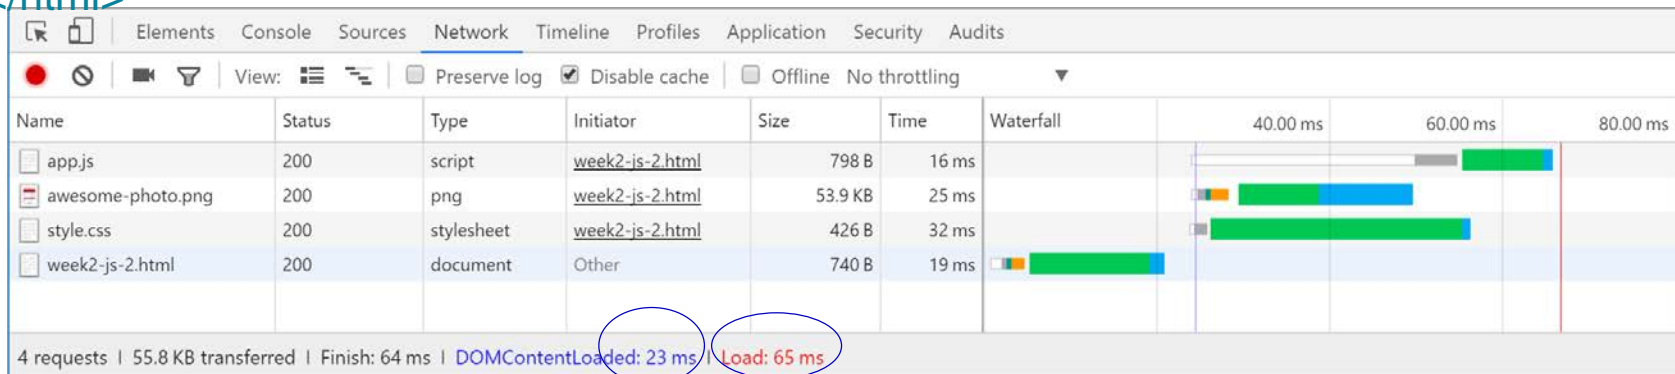 </html>
Elements Console Sources Network Timeline Profiles Application Security Audits
View: Preserve log Disable cache Offline No throttling
Name Status Type Initiator Size Time Waterfall 40.00 ms 60.00 ms 80.00 ms
app.js 200 script week2-js-2.html 798 B 16 ms
awesome-photo.png 200 png week2-js-2.html 53.9 KB 25 ms
style.css 200 stylesheet week2-js-2.html 426 B 32 ms
week2-js-2.html 200 document Other 740 B 19 ms
4 requests | 55.8 KB transferred | Finish: 64 ms | DOMContentLoaded: 23 ms | Load: 65 ms